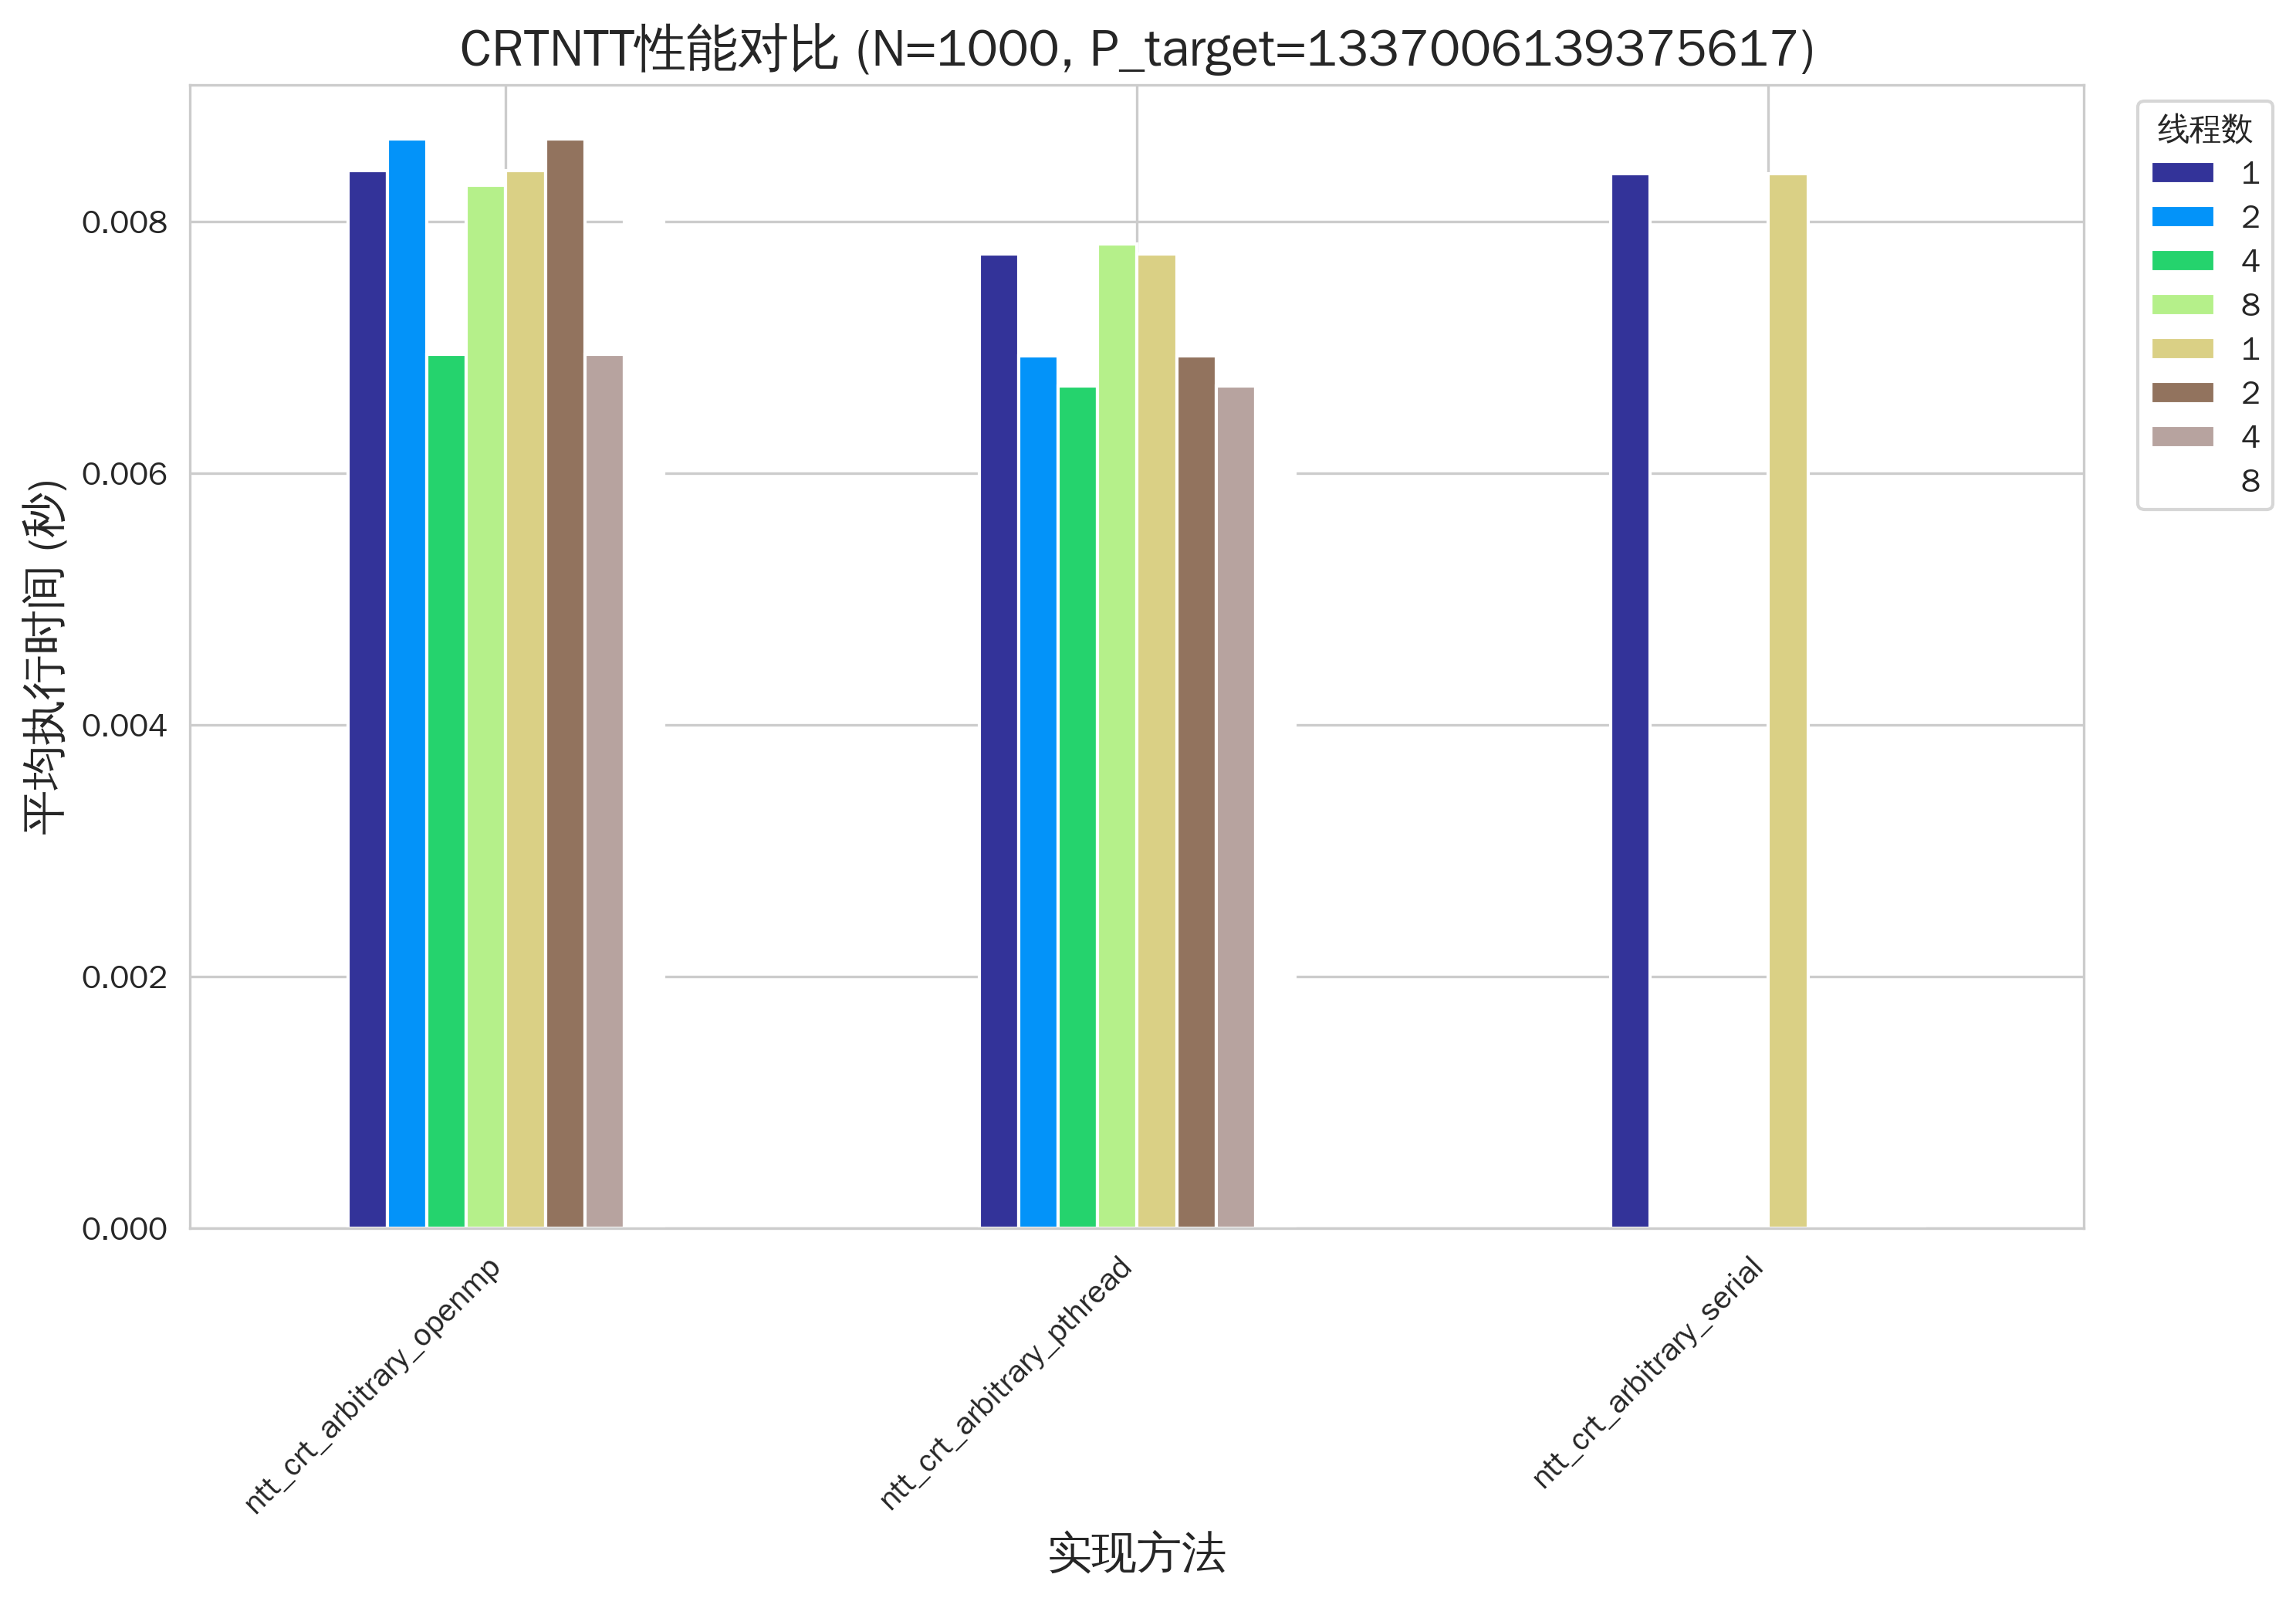 CRTNTT性能对比 (N=1000, P_target=1337006139375617)
平均执行时间 (秒)
0.008
0.006
0.004
0.002
0.000
ntt_crt_arbitrary_openmp
ntt_crt_arbitrary_pthread
ntt_crt_arbitrary_serial
实现方法
线程数
1
2
4
8
1
2
4
8